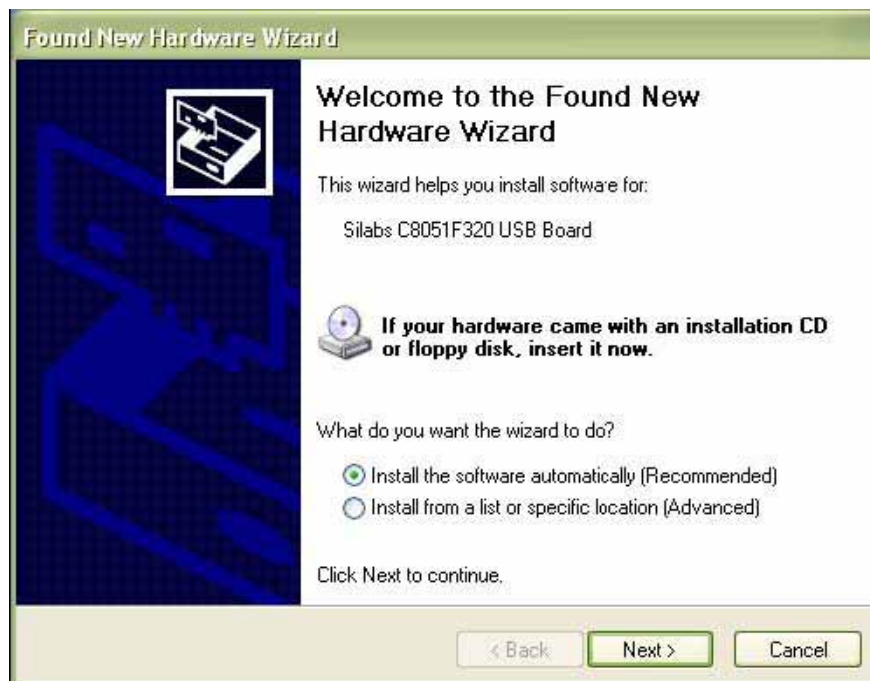 Found New Hardware Wizard
Welcome to the Found New
Hardware Wizard
This wizard helps you install software for:
Silabs C8051F320 USB Board
If your hardware came with an installation CD
or floppy disk, insert it now.
What do you want the wizard to do?
Install the software automatically (Recommended)
Install from a list or specific location (Advanced)
Click Next to continue.
< Back
Next >
Cancel